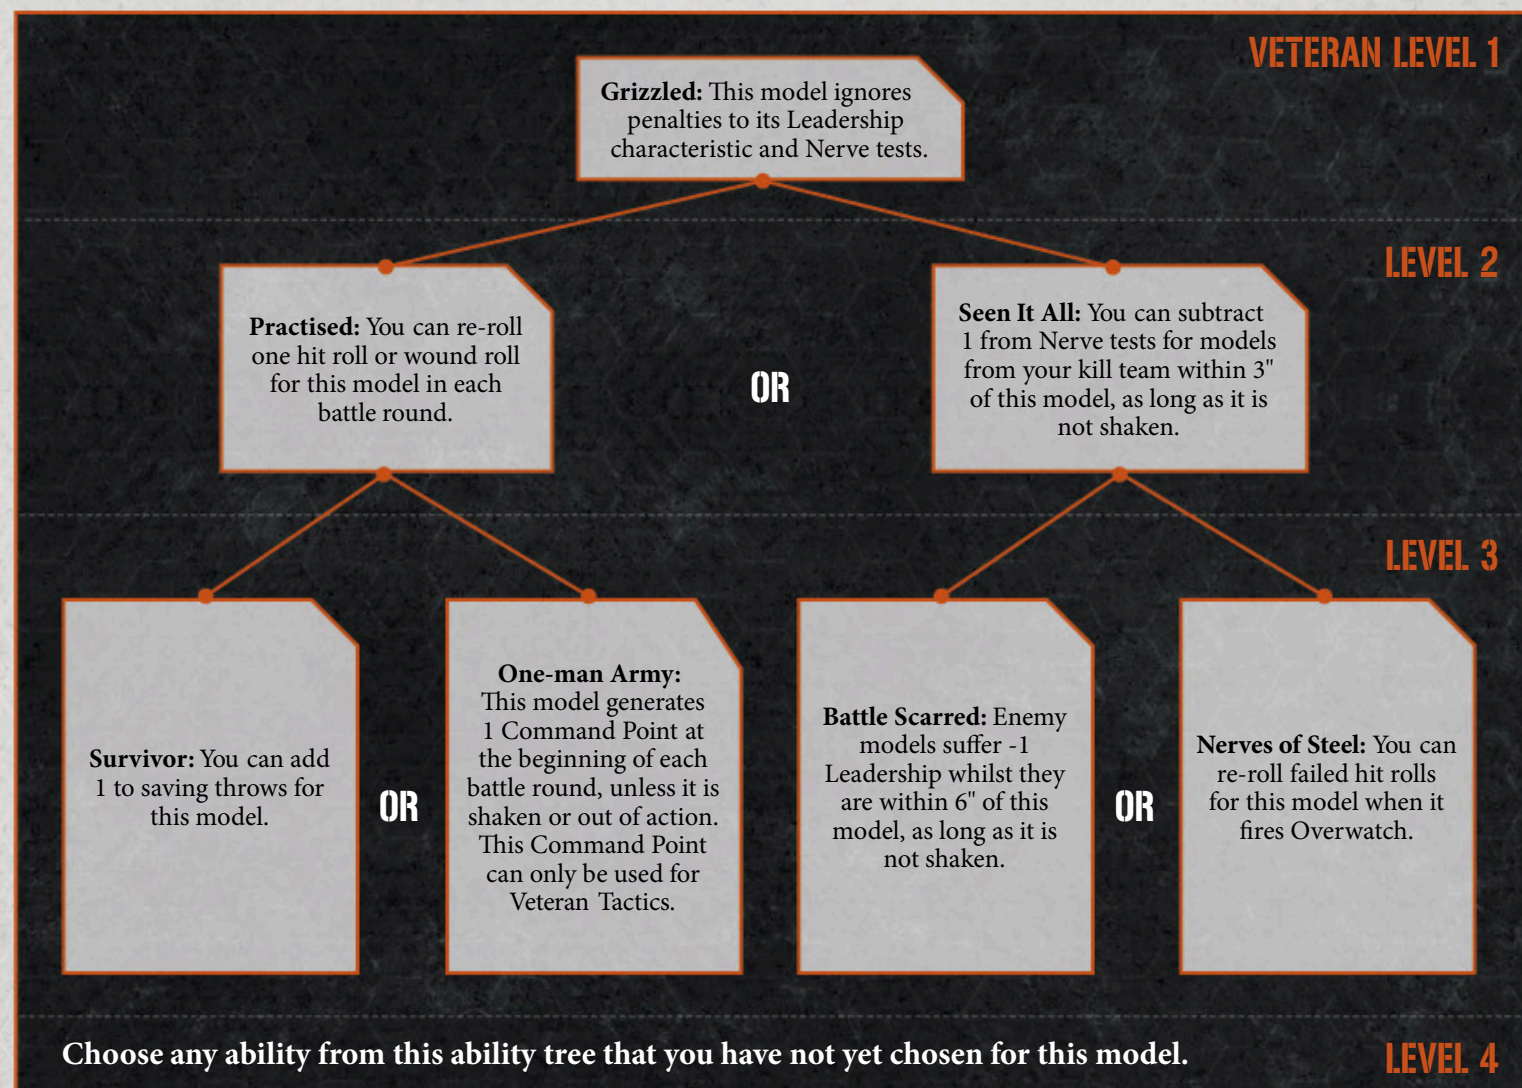 VETERAN LEVEL 1
Grizzled: This model ignores
penalties to its Leadership
characteristic and Nerve tests.
LEVEL 2
Practised: You can re-roll
one hit roll or wound roll
for this model in each
battle round.
OR
Seen It All: You can subtract
1 from Nerve tests for models
from your kill team within 3"
of this model, as long as it is
not shaken.
LEVEL 3
Survivor: You can add
1 to saving throws for
this model.
OR
One-man Army:
This model generates
1 Command Point at
the beginning of each
battle round, unless it is
shaken or out of action.
This Command Point
can only be used for
Veteran Tactics.
Battle Scarred: Enemy
models suffer -1
Leadership whilst they
are within 6" of this
model, as long as it is
not shaken.
OR
Nerves of Steel: You can
re-roll failed hit rolls
for this model when it
fires Overwatch.
Choose any ability from this ability tree that you have not yet chosen for this model.
LEVEL 4